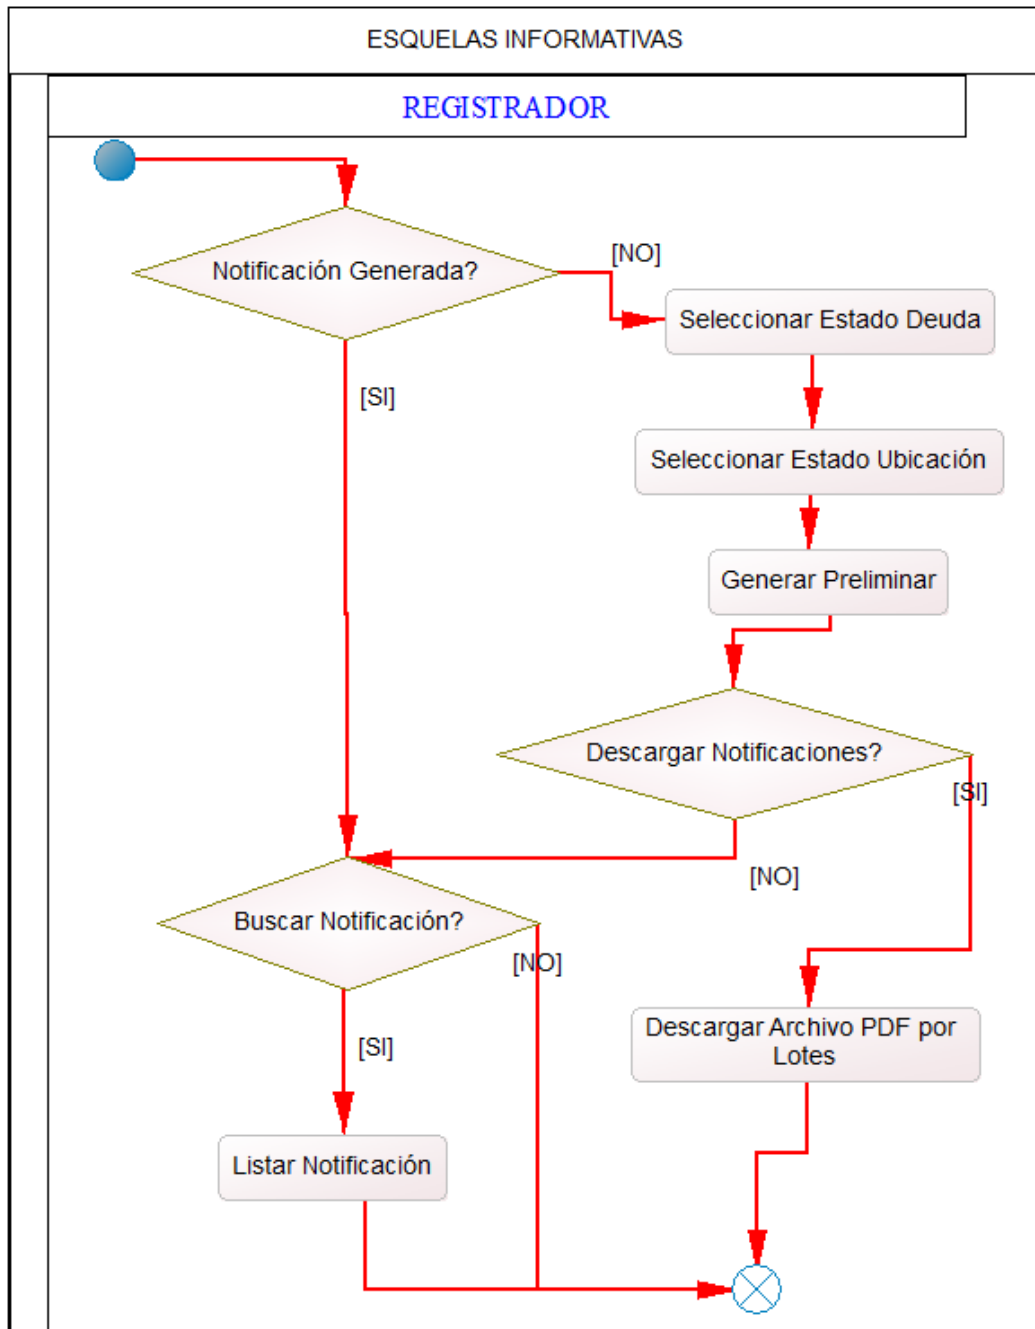 ESQUELAS INFORMATIVAS
REGISTRADOR
Notificación Generada?
[NO]
Seleccionar Estado Deuda
[SI]
Seleccionar Estado Ubicación
Generar Preliminar
Descargar Notificaciones?
[SI]
[NO]
Buscar Notificación?
[NO]
Descargar Archivo PDF por
Lotes
[SI]
Listar Notificación